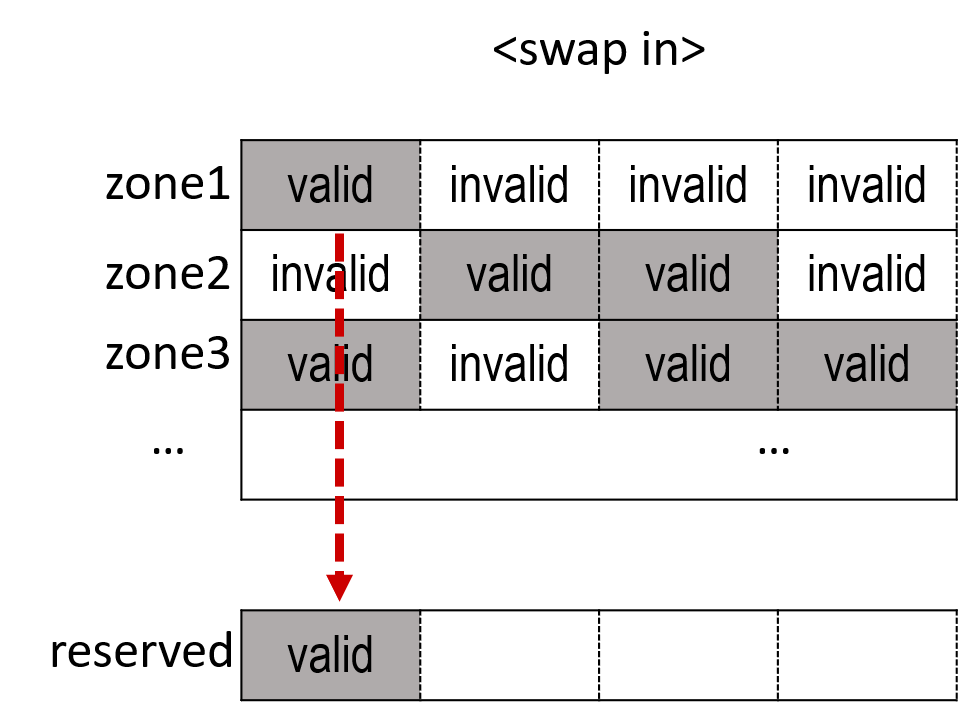 <swap in>
zone1 valid invalid invalid invalid
zone2 invalid valid valid invalid
zone3 valid invalid valid valid
... ...
reserved valid